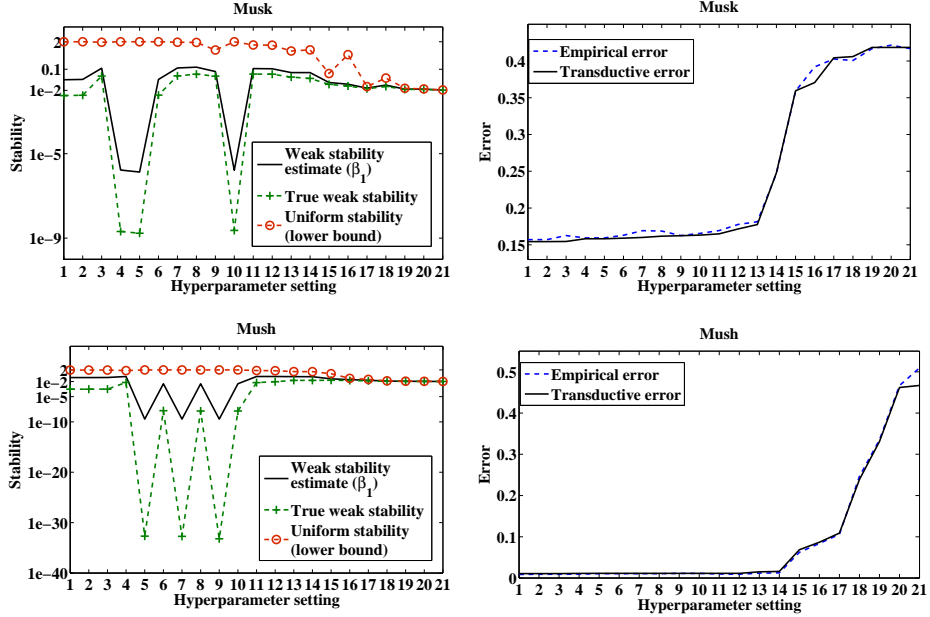 Musk
Stability
2
0.1
1e−2
1e−5
1e−9
Weak stability
estimate (β1)
True weak stability
Uniform stability
(lower bound)
1 2 3 4 5 6 7 8 9 10 11 12 13 14 15 16 17 18 19 20 21
Hyperparameter setting
Musk
Error
0.4
0.35
0.3
0.25
0.2
0.15
Empirical error
Transductive error
1 2 3 4 5 6 7 8 9 10 11 12 13 14 15 16 17 18 19 20 21
Hyperparameter setting
Mush
Stability
2
1e−2
1e−5
1e−10
1e−20
1e−30
1e−40
Weak stability
estimate (β1)
True weak stability
Uniform stability
(lower bound)
1 2 3 4 5 6 7 8 9 10 11 12 13 14 15 16 17 18 19 20 21
Hyperparameter setting
Mush
Error
0.5
0.4
0.3
0.2
0.1
0
Empirical error
Transductive error
1 2 3 4 5 6 7 8 9 10 11 12 13 14 15 16 17 18 19 20 21
Hyperparameter setting